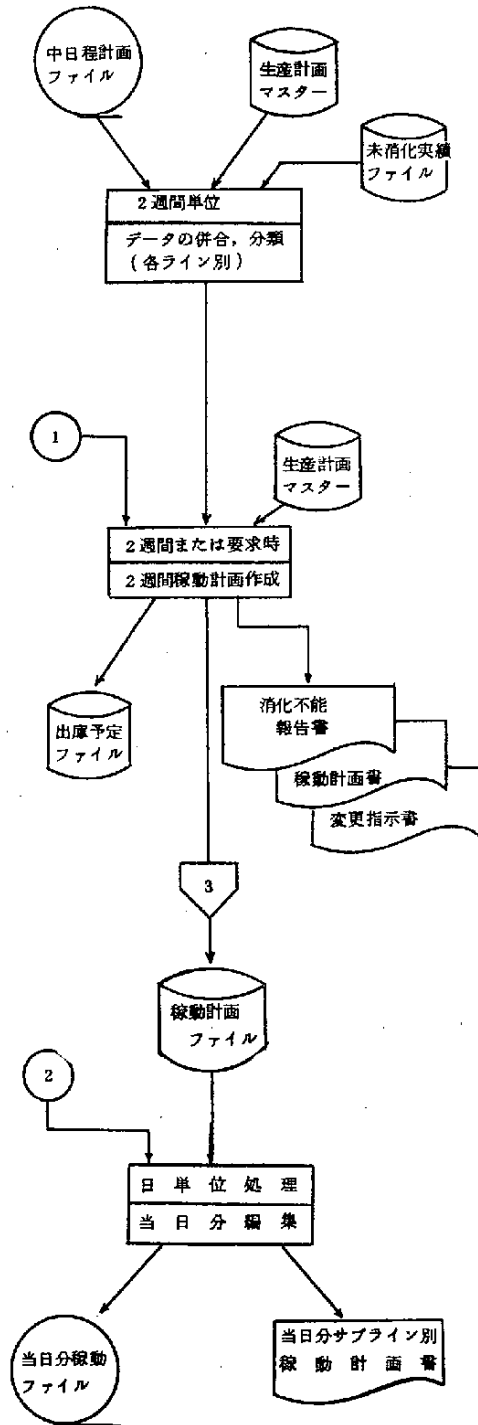 中日程計画
ファイル
生産計画
マスター
未消化実績
ファイル
2週間単位
データの併合，分類
（各ライン別）
1
生産計画
マスター
2週間または要求時
2週間稼動計画作成
出庫予定
ファイル
消化不能
報告書
稼動計画書
変更指示書
3
稼動計画
ファイル
2
日単位処理
当日分編集
当日分稼動
ファイル
当日分サブライン別
稼動計画書